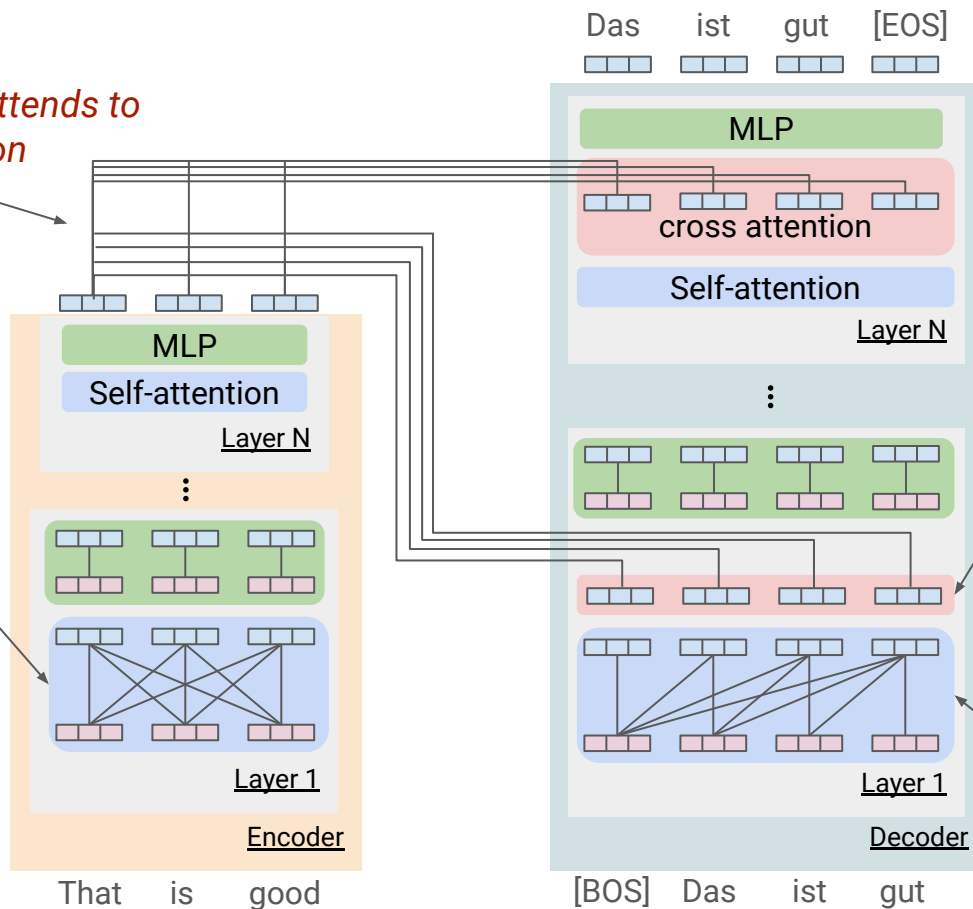 Das ist gut [EOS]
ttends to
on
MLP
cross attention
Self-attention
Layer N
MLP
Self-attention
Layer N
Layer 1
Encoder
That is good
Layer 1
Decoder
[BOS] Das ist gut